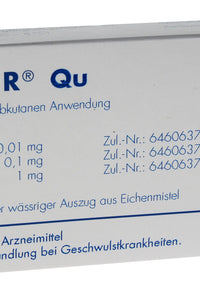 R® Qu
bkutanen Anwendung
0,01 mg Zul.-Nr.: 6460637
0,1 mg Zul.-Nr.: 6460637
1 mg Zul.-Nr.: 6460637
r wässriger Auszug aus Eichenmistel
Arzneimittel
ndlung bei Geschwulstkrankheiten.